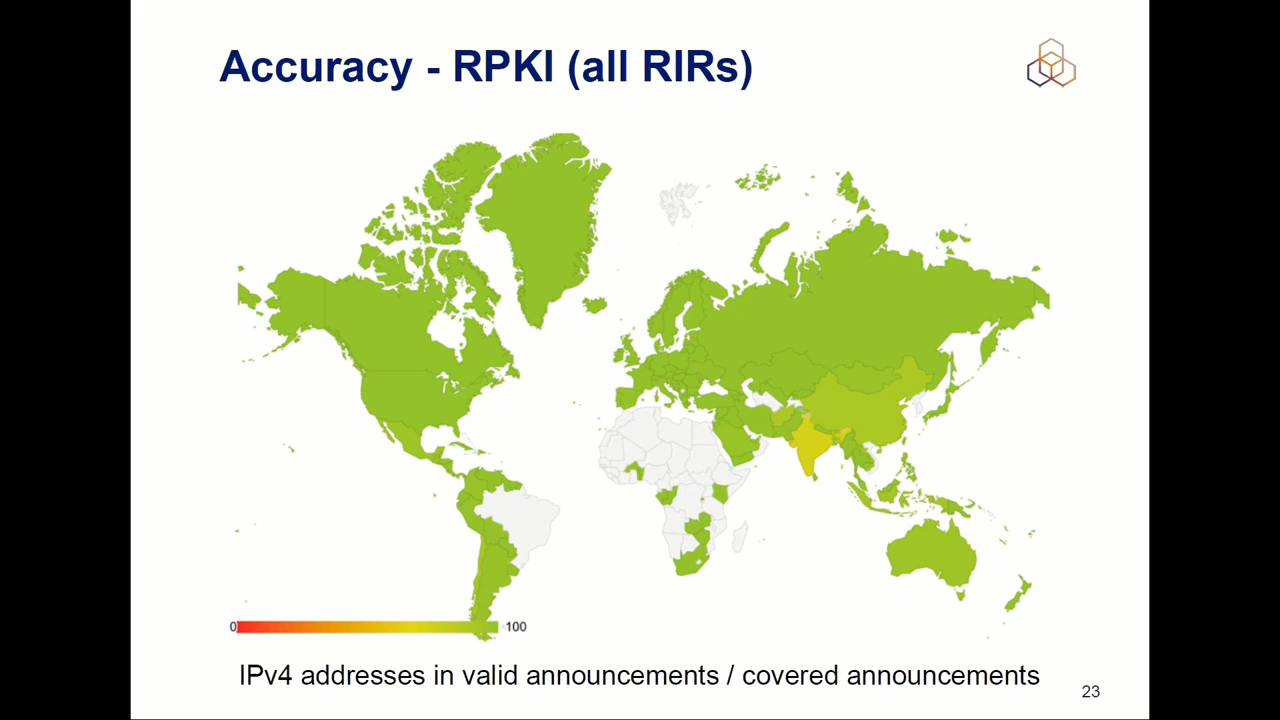 Accuracy - RPKI (all RIRs)
0
100
IPv4 addresses in valid announcements / covered announcements
23